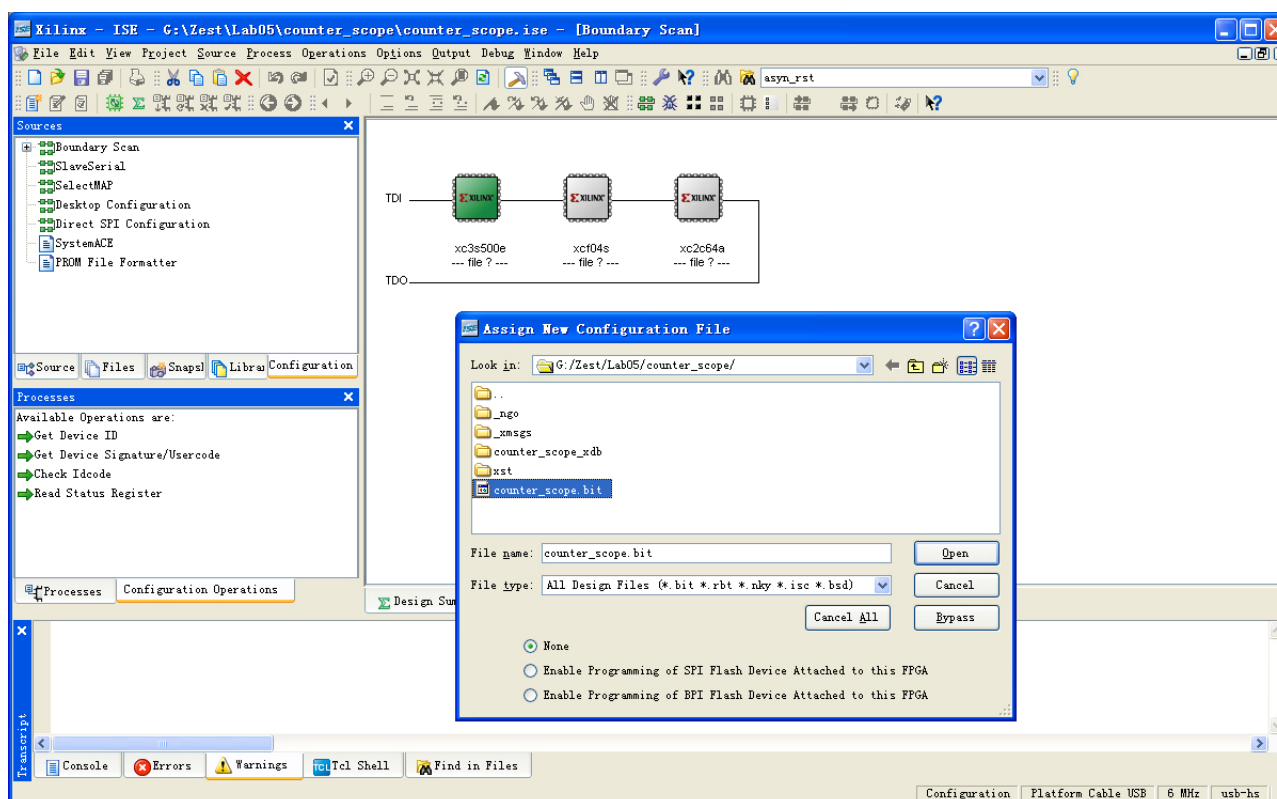 Xilinx - ISE - G:\Zest\Lab05\counter_scope\counter_scope.ise - [Boundary Scan]
File Edit View Project Source Process Operations Options Output Debug Window Help
asyn_rst
Sources
Boundary Scan
SlaveSerial
SelectMAP
Desktop Configuration
Direct SPI Configuration
SystemACE
PROM File Formatter
Source Files Snapsl Librai Configuration
Processes
Available Operations are:
Get Device ID
Get Device Signature/Usercode
Check Idcode
Read Status Register
Processes Configuration Operations
TDI
XILINX XILINX XILINX
xc3s500e xcf04s xc2c64a
--- file ? --- --- file ? --- --- file ? ---
TDO
Design Sum
Assign New Configuration File
Look in: G:/Zest/Lab05/counter_scope/
..
_ngo
_xmsgs
counter_scope_xdb
xst
counter_scope.bit
File name: counter_scope.bit Open
File type: All Design Files (*.bit *.rbt *.nky *.isc *.bsd) Cancel
Cancel All Bypass
None
Enable Programming of SPI Flash Device Attached to this FPGA
Enable Programming of BPI Flash Device Attached to this FPGA
Transcript
Console Errors Warnings Tcl Shell Find in Files
Configuration Platform Cable USB 6 MHz usb-hs